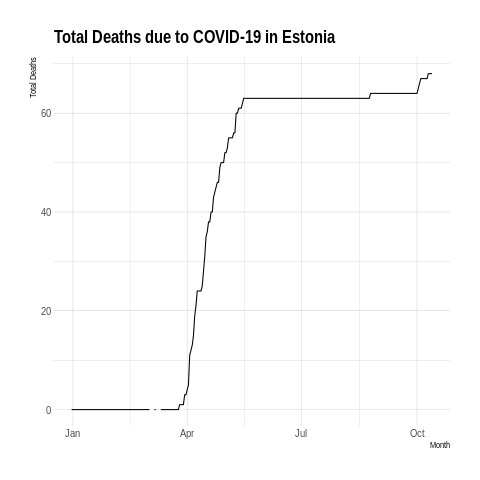 Total Deaths due to COVID-19 in Estonia
Total Deaths
60
40
20
0
Jan
Apr
Jul
Oct
Month